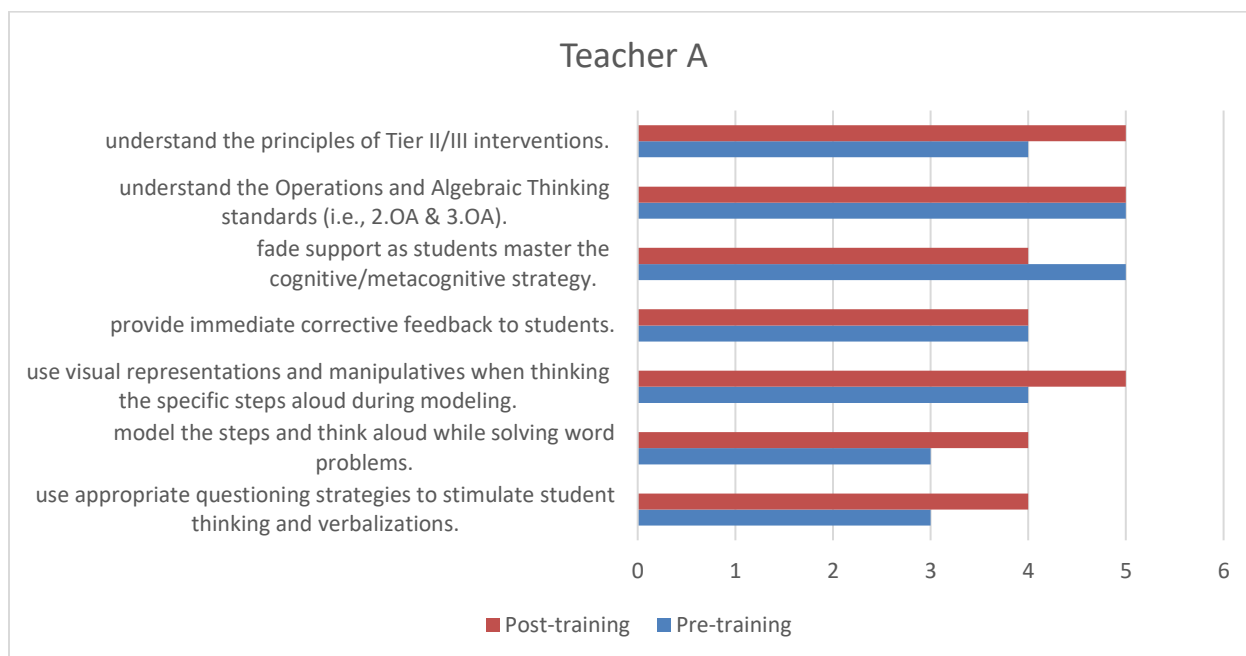 Teacher A
understand the principles of Tier II/III interventions.
understand the Operations and Algebraic Thinking
standards (i.e., 2.OA & 3.OA).
fade support as students master the
cognitive/metacognitive strategy.
provide immediate corrective feedback to students.
use visual representations and manipulatives when thinking
the specific steps aloud during modeling.
model the steps and think aloud while solving word
problems.
use appropriate questioning strategies to stimulate student
thinking and verbalizations.
0 1 2 3 4 5 6
Post-training Pre-training